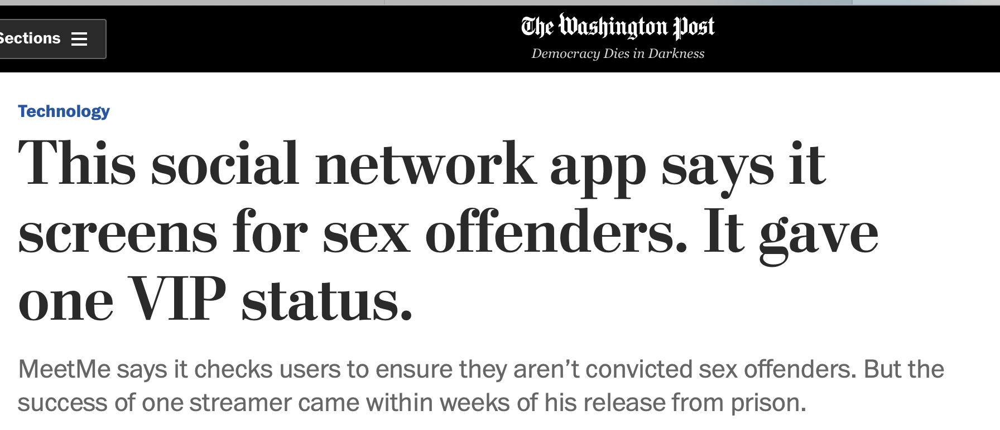 Sections
The Washington Post
Democracy Dies in Darkness
Technology
This social network app says it
screens for sex offenders. It gave
one VIP status.
MeetMe says it checks users to ensure they aren’t convicted sex offenders. But the
success of one streamer came within weeks of his release from prison.